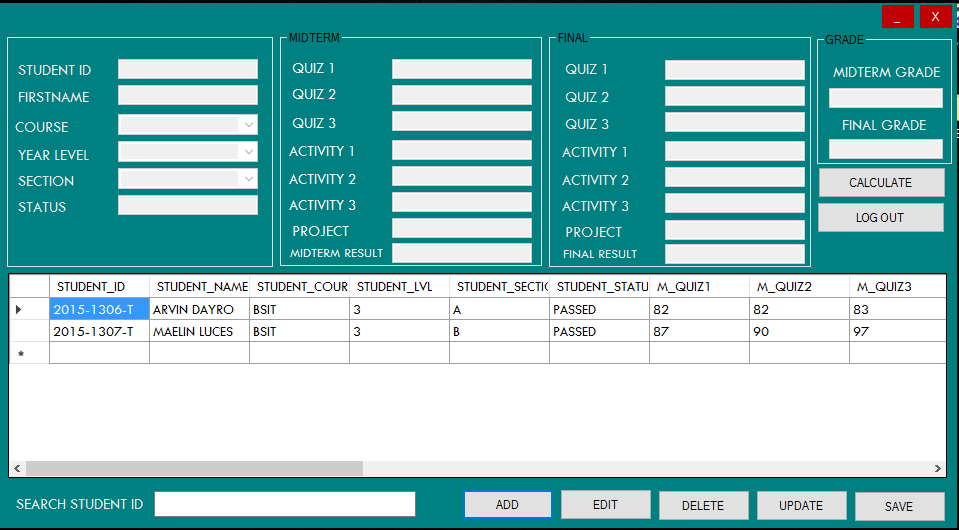 _ X
STUDENT ID
FIRSTNAME
COURSE
YEAR LEVEL
SECTION
STATUS
MIDTERM
QUIZ 1
QUIZ 2
QUIZ 3
ACTIVITY 1
ACTIVITY 2
ACTIVITY 3
PROJECT
MIDTERM RESULT
FINAL
QUIZ 1
QUIZ 2
QUIZ 3
ACTIVITY 1
ACTIVITY 2
ACTIVITY 3
PROJECT
FINAL RESULT
GRADE
MIDTERM GRADE
FINAL GRADE
CALCULATE
LOG OUT
STUDENT_ID STUDENT_NAME STUDENT_COUR STUDENT_LVL STUDENT_SECTIO STUDENT_STATU M_QUIZ1 M_QUIZ2 M_QUIZ3
2015-1306-T ARVIN DAYRO BSIT 3 A PASSED 82 82 83
2015-1307-T MAELIN LUCES BSIT 3 B PASSED 87 90 97
*
SEARCH STUDENT ID ADD EDIT DELETE UPDATE SAVE